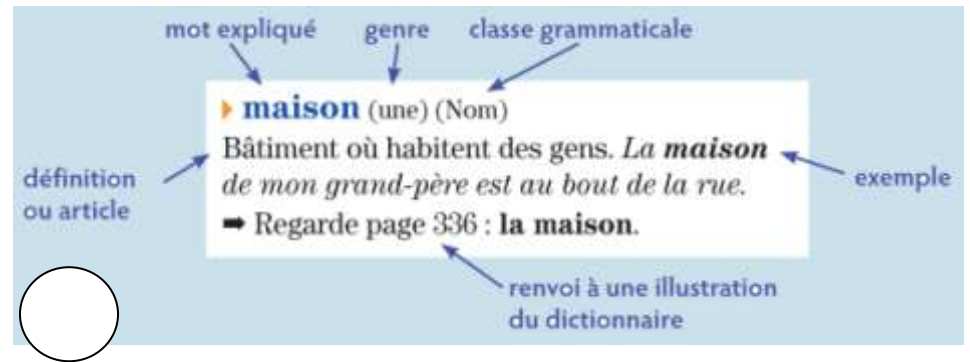 mot expliqué genre classe grammaticale
maison (une) (Nom)
Bâtiment où habitent des gens. La maison
de mon grand-père est au bout de la rue.
➡ Regarde page 336 : la maison.
définition
ou article
exemple
renvoi à une illustration
du dictionnaire